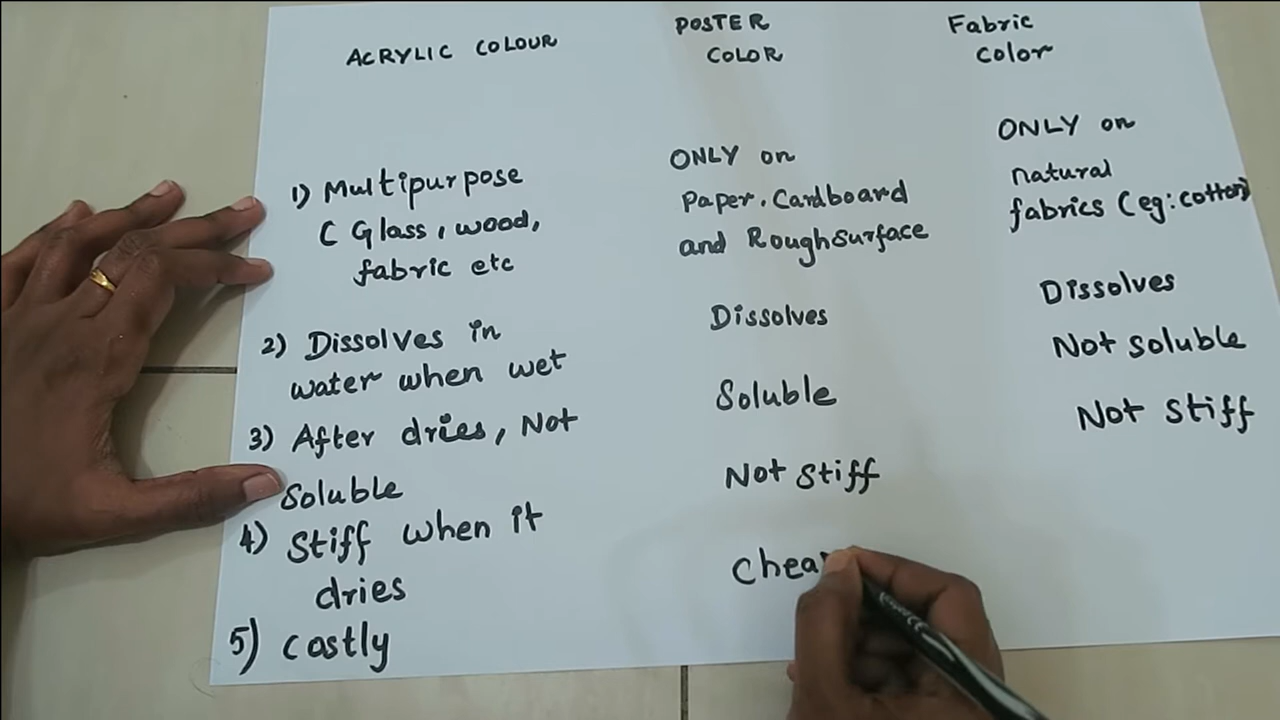 ACRYLIC COLOUR
1) Multipurpose
( Glass, wood,
fabric etc
2) Dissolves in
water when wet
3) After dries, Not
Soluble
4) Stiff when it
dries
5) Costly
POSTER
COLOR
ONLY on
Paper, Cardboard
and Rough surface
Dissolves
Soluble
Not Stiff
Fabric
Color
ONLY on
natural
fabrics (eg: cotton)
Dissolves
Not soluble
Not Stiff